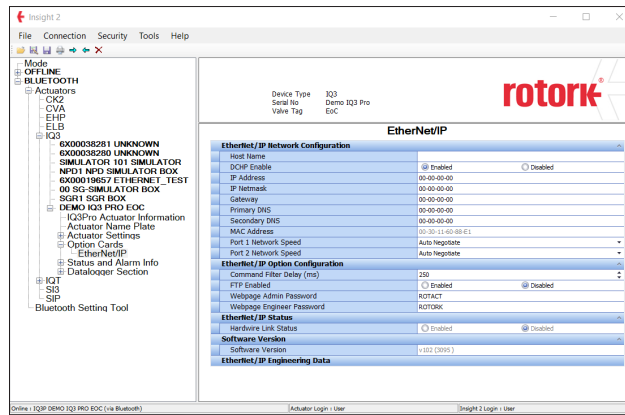 Insight 2
File Connection Security Tools Help
Mode
OFFLINE
BLUETOOTH
Actuators
CK2
CVA
EHP
ELB
IQ3
6X00038281 UNKNOWN
6X00038280 UNKNOWN
SIMULATOR 101 SIMULATOR
NPD1 NPD SIMULATOR BOX
6X00019657 ETHERNET_TEST
00 SG-SIMULATOR BOX
SGR1 SGR BOX
DEMO IQ3 PRO EOC
IQ3Pro Actuator Information
Actuator Name Plate
Actuator Settings
Option Cards
EtherNet/IP
Status and Alarm Info
Datalogger Section
IQT
SI3
SIP
Bluetooth Setting Tool
Device Type IQ3
Serial No Demo IQ3 Pro
Valve Tag EoC
rotork®
EtherNet/IP
EtherNet/IP Network Configuration
Host Name
DCHP Enable Enabled Disabled
IP Address 00-00-00-00
IP Netmask 00-00-00-00
Gateway 00-00-00-00
Primary DNS 00-00-00-00
Secondary DNS 00-00-00-00
MAC Address 00-30-11-60-8B-E1
Port 1 Network Speed Auto Negotiate
Port 2 Network Speed Auto Negotiate
EtherNet/IP Option Configuration
Command Filter Delay (ms) 250
FTP Enabled Enabled Disabled
Webpage Admin Password ROTACT
Webpage Engineer Password ROTORK
EtherNet/IP Status
Hardwire Link Status Enabled Disabled
Software Version
Software Version v102 (3095 )
EtherNet/IP Engineering Data
Online : IQ3P DEMO IQ3 PRO EOC (via Bluetooth) Actuator Login : User Insight 2 Login : User